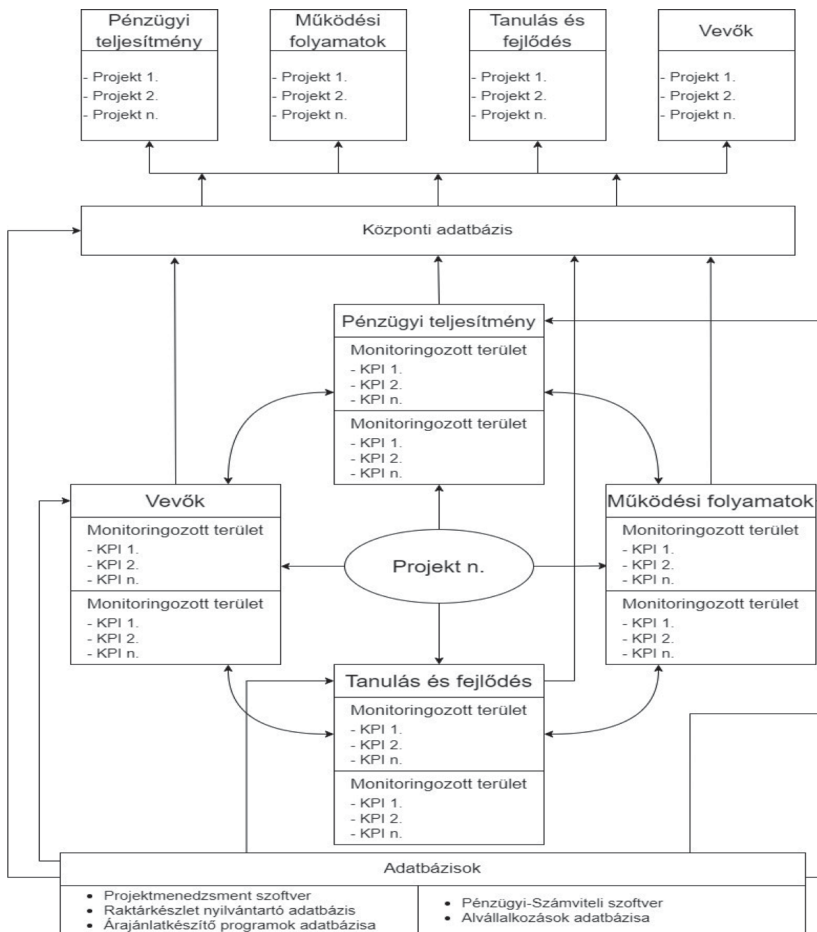 Pénzügyi
teljesítmény
- Projekt 1.
- Projekt 2.
- Projekt n.
Működési
folyamatok
- Projekt 1.
- Projekt 2.
- Projekt n.
Tanulás és
fejlődés
- Projekt 1.
- Projekt 2.
- Projekt n.
Vevők
- Projekt 1.
- Projekt 2.
- Projekt n.
Központi adatbázis
Pénzügyi teljesítmény
Monitoringozott terület
- KPI 1.
- KPI 2.
- KPI n.
Monitoringozott terület
- KPI 1.
- KPI 2.
- KPI n.
Vevők
Monitoringozott terület
- KPI 1.
- KPI 2.
- KPI n.
Monitoringozott terület
- KPI 1.
- KPI 2.
- KPI n.
Projekt n.
Működési folyamatok
Monitoringozott terület
- KPI 1.
- KPI 2.
- KPI n.
Monitoringozott terület
- KPI 1.
- KPI 2.
- KPI n.
Tanulás és fejlődés
Monitoringozott terület
- KPI 1.
- KPI 2.
- KPI n.
Monitoringozott terület
- KPI 1.
- KPI 2.
- KPI n.
Adatbázisok
• Projektmenedzsment szoftver
• Raktárkészlet nyilvántartó adatbázis
• Árajánlatkészítő programok adatbázisa
• Pénzügyi-Számviteli szoftver
• Alvállalkozások adatbázisa